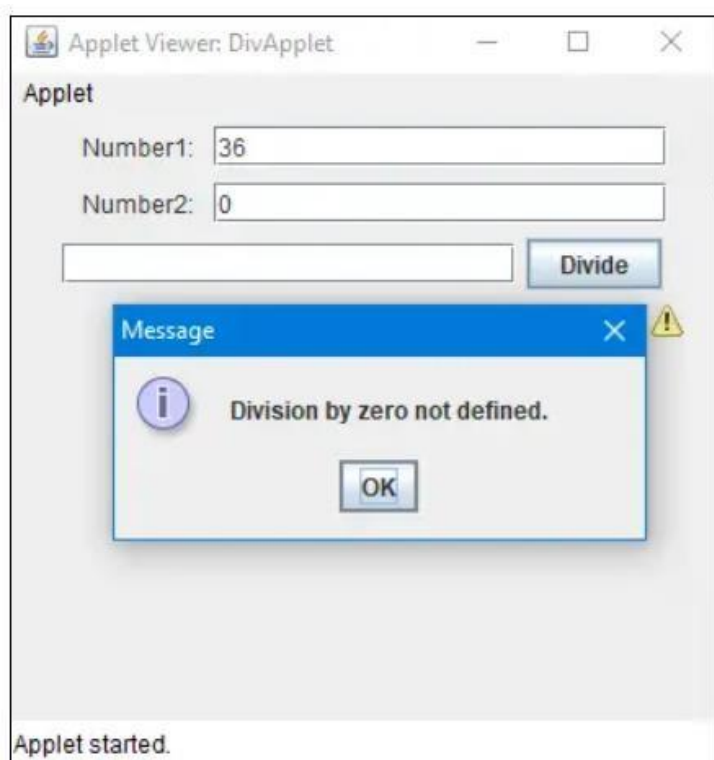 Applet Viewer: DivApplet
Applet
Number1: 36
Number2: 0
Divide
Message
Division by zero not defined.
OK
Applet started.